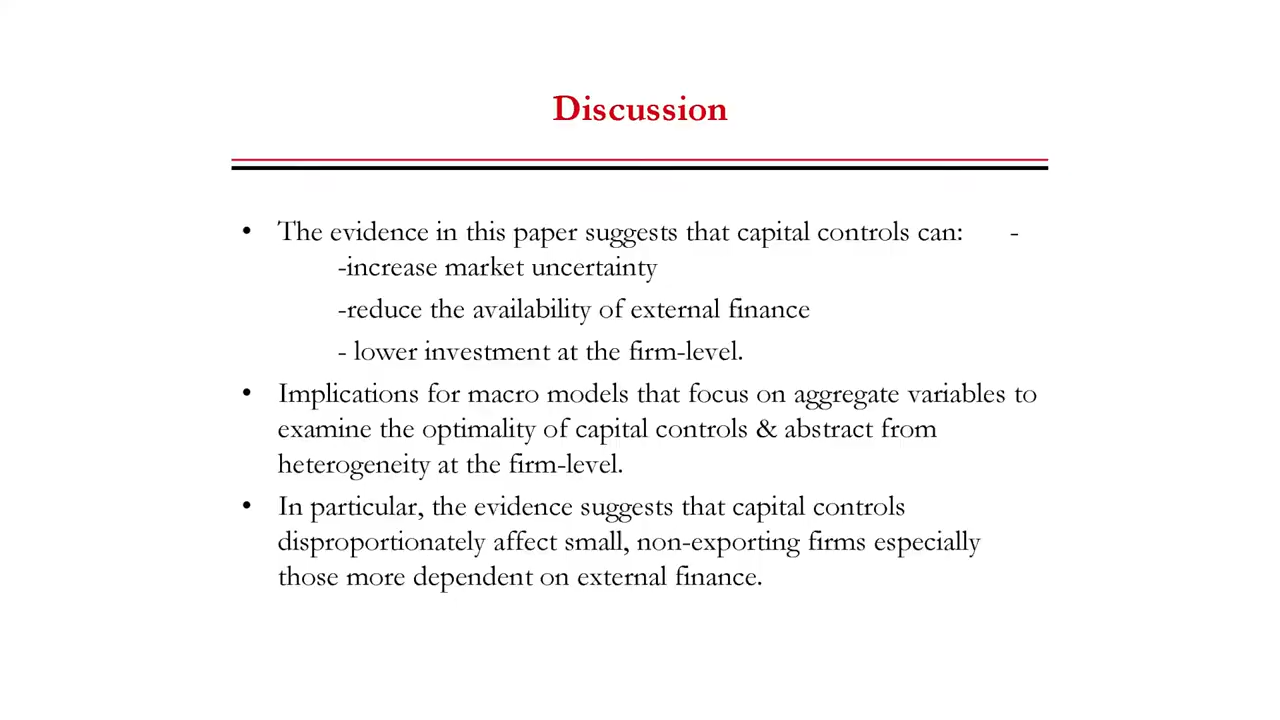 Discussion
• The evidence in this paper suggests that capital controls can: -
-increase market uncertainty
-reduce the availability of external finance
- lower investment at the firm-level.
• Implications for macro models that focus on aggregate variables to
examine the optimality of capital controls & abstract from
heterogeneity at the firm-level.
• In particular, the evidence suggests that capital controls
disproportionately affect small, non-exporting firms especially
those more dependent on external finance.